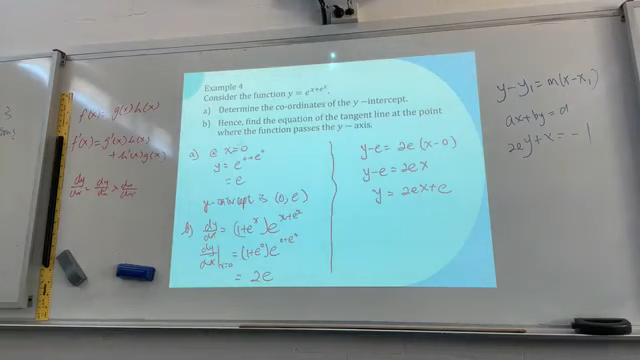 3
f(x) = g(x) h(x)
f'(x) = g'(x) h(x)
+ h'(x) g(x)
dy/dx = dy/du × du/dx
Example 4
Consider the function y = e^(x+e^x).
a) Determine the co-ordinates of the y −intercept.
b) Hence, find the equation of the tangent line at the point
where the function passes the y − axis.
a) @ x=0
y = e^(0+e^0)
= e
y-intercept is (0, e)
b) dy/dx = (1+e^x) e^(x+e^x)
dy/dx |x=0 = (1+e^0) e^(0+e^0)
= 2e
y-e = 2e (x-0)
y-e = 2ex
y = 2ex+e
y-y₁ = m(x-x₁)
ax+by = d
2ey+x = -1